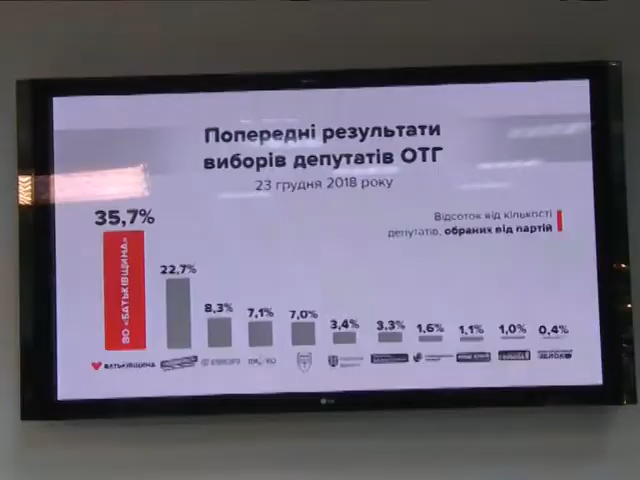 Попередні результати
виборів депутатів ОТГ
23 грудня 2018 року
Відсоток від кількості
депутатів, обраних від партій
35,7%
22,7%
8,3%
7,1%
7,0%
3,4%
3.3%
1,6%
1,1%
1,0%
0,4%
ВО «БАТЬКІВЩИНА»
БАТЬКІВЩИНА
СВОБОДА
LG